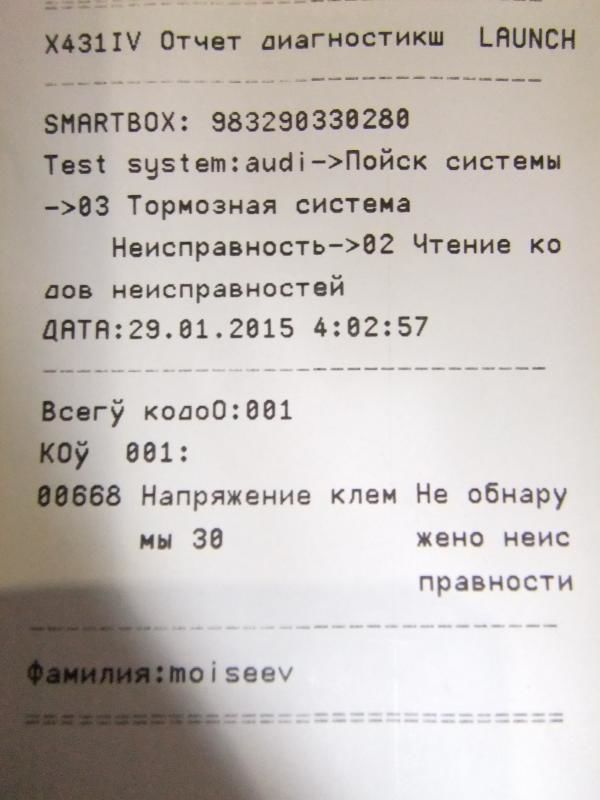 X431IV Отчет диагностикш LAUNCH
SMARTBOX: 983290330280
Test system:audi->Пойск системы
->03 Тормозная система
Неисправность->02 Чтение ко
дов неисправностей
ДАТА:29.01.2015 4:02:57
Всегў кодоО:001
КОў 001:
00668 Напряжение клем Не обнару
мы 30 жено неис
правности
Фамилия:moiseev